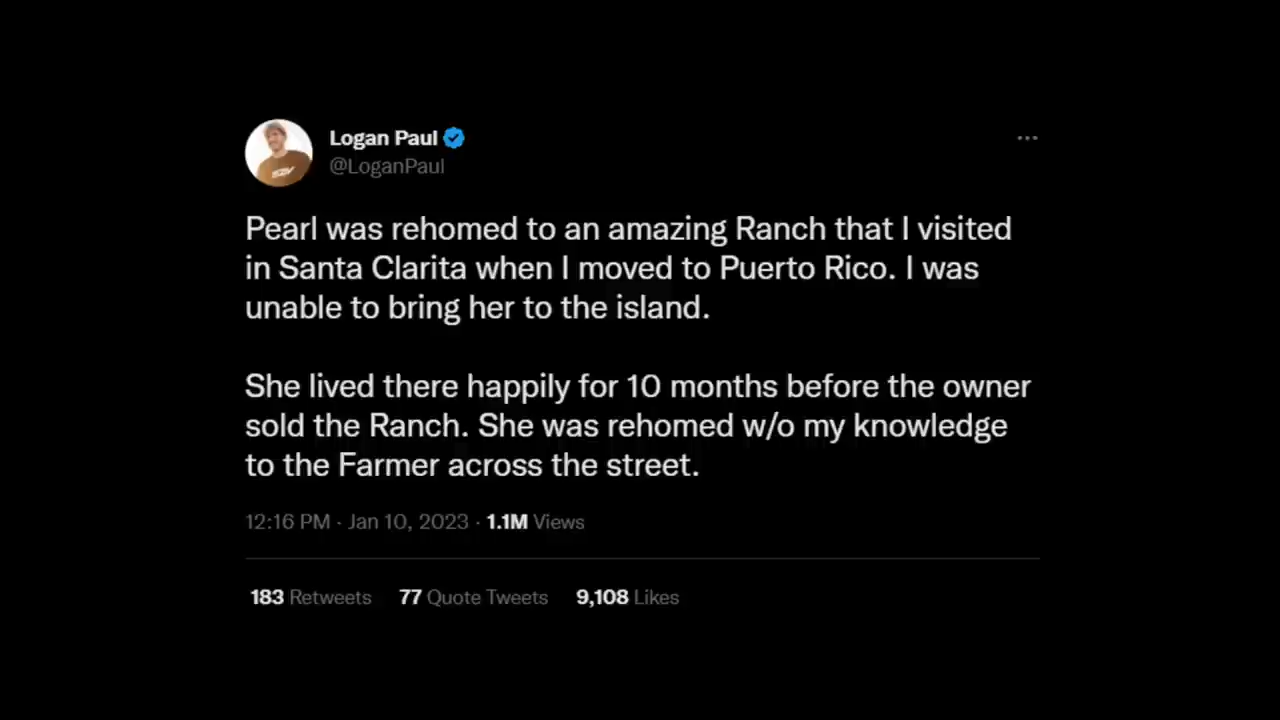 Logan Paul
@LoganPaul
Pearl was rehomed to an amazing Ranch that I visited
in Santa Clarita when I moved to Puerto Rico. I was
unable to bring her to the island.
She lived there happily for 10 months before the owner
sold the Ranch. She was rehomed w/o my knowledge
to the Farmer across the street.
12:16 PM · Jan 10, 2023 · 1.1M Views
183 Retweets 77 Quote Tweets 9,108 Likes